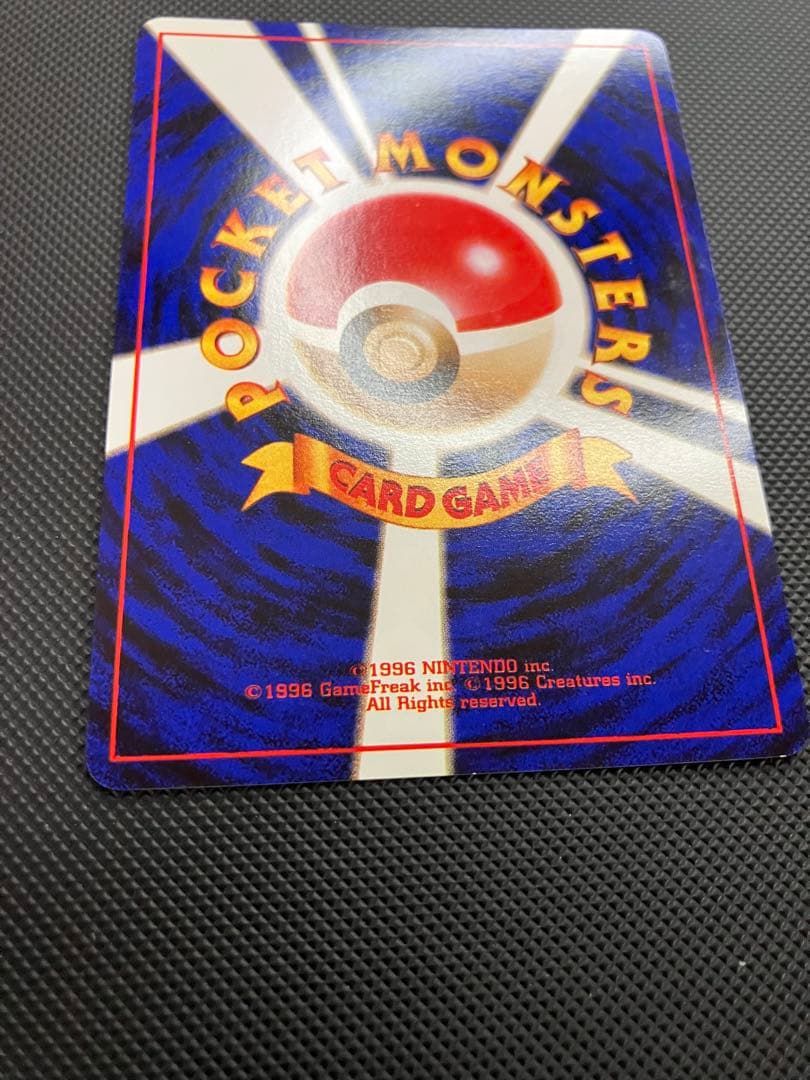 POCKET MONSTERS
CARD GAME
©1996 NINTENDO inc.
©1996 GameFreak inc. ©1996 Creatures inc.
All Rights reserved.